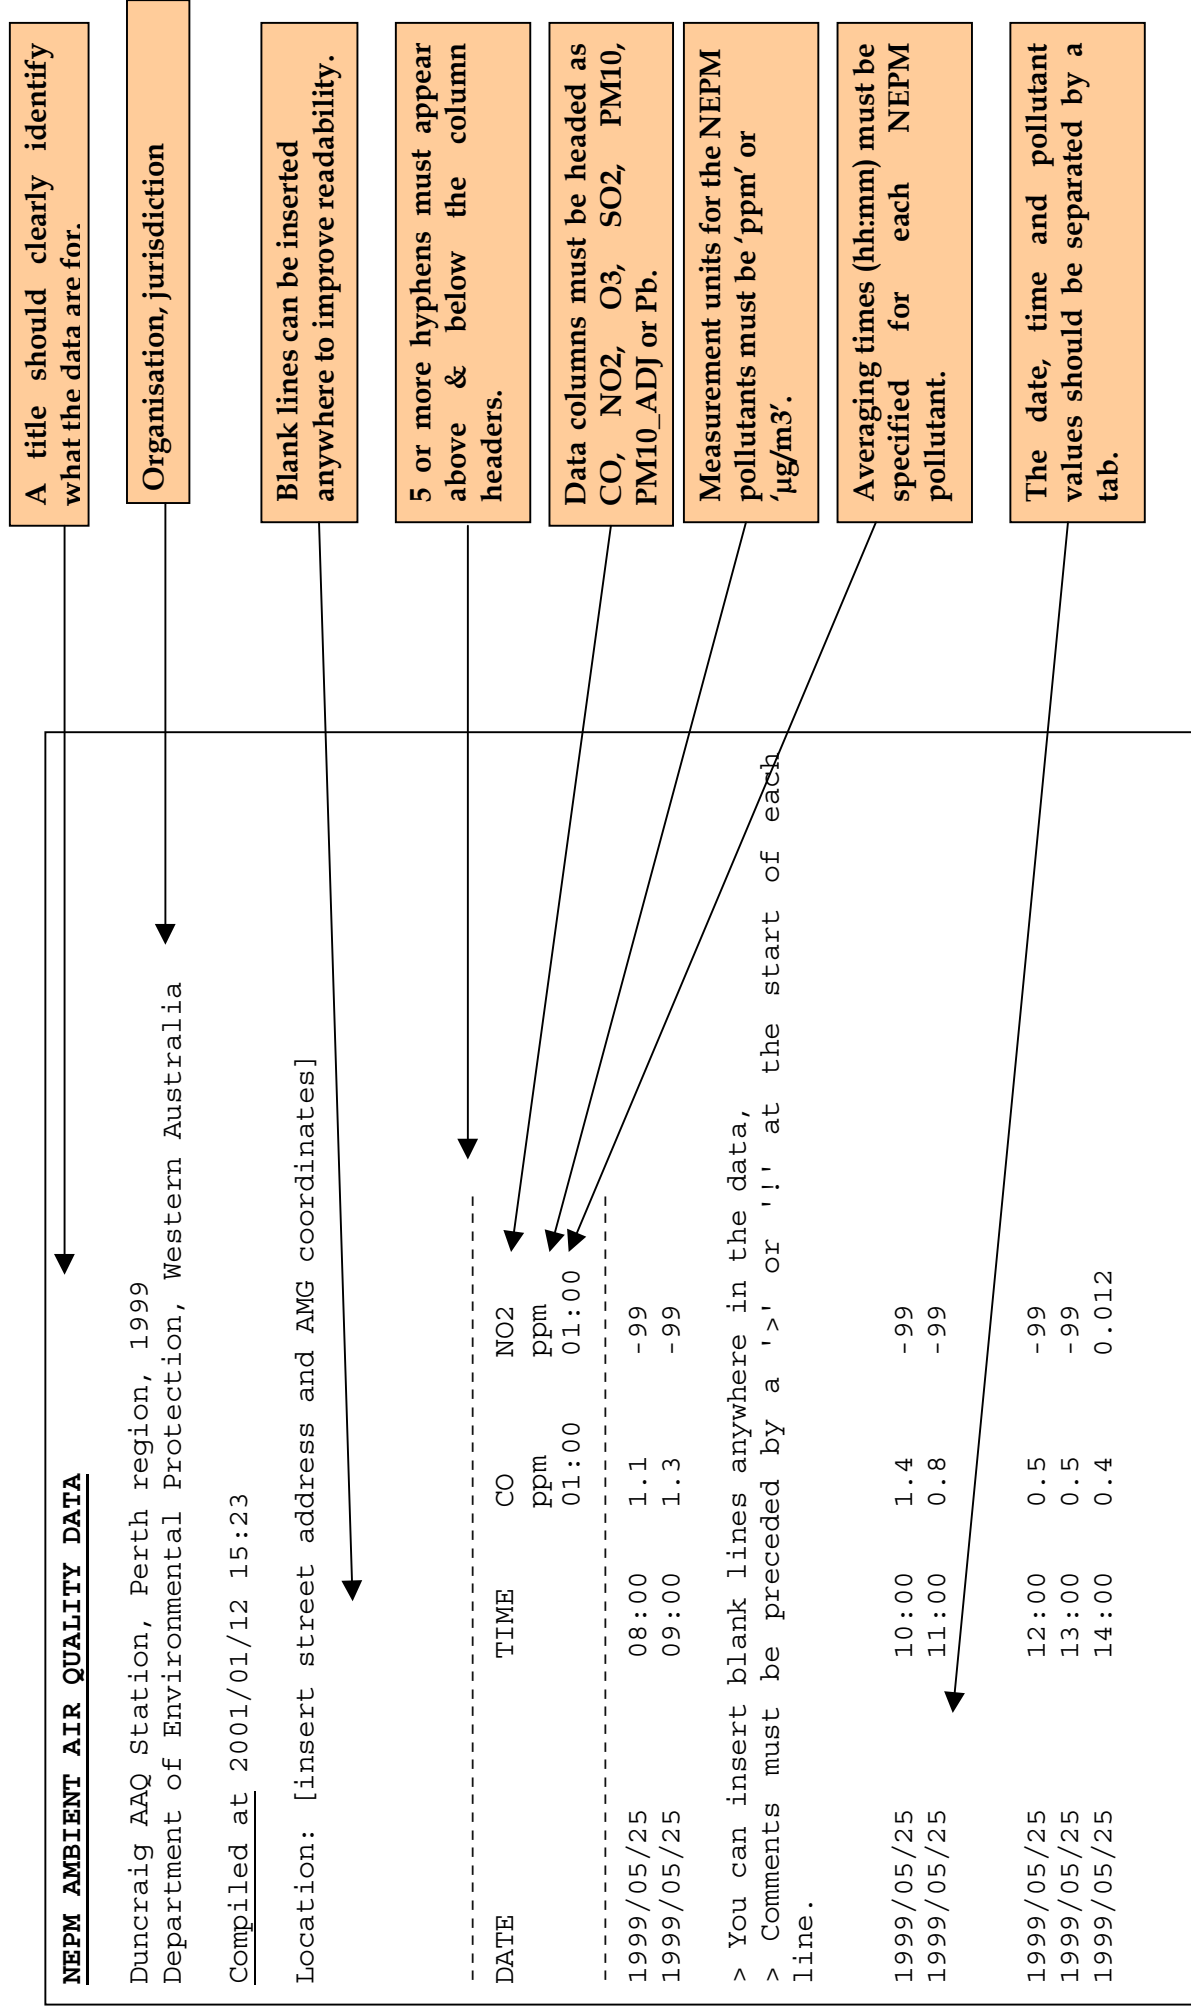 NEPM AMBIENT AIR QUALITY DATA
Duncraig AAQ Station, Perth region, 1999
Department of Environmental Protection, Western Australia
Compiled at 2001/01/12 15:23
Location: [insert street address and AMG coordinates]
------------------------------------------------------------
DATE TIME CO NO2
ppm ppm
01:00 01:00
------------------------------------------------------------
1999/05/25 08:00 1.1 -99
1999/05/25 09:00 1.3 -99
> You can insert blank lines anywhere in the data,
> Comments must be preceded by a '>' or '!' at the start of each
line.
1999/05/25 10:00 1.4 -99
1999/05/25 11:00 0.8 -99
1999/05/25 12:00 0.5 -99
1999/05/25 13:00 0.5 -99
1999/05/25 14:00 0.4 0.012
A title should clearly identify
what the data are for.
Organisation, jurisdiction
Blank lines can be inserted
anywhere to improve readability.
5 or more hyphens must appear
above & below the column
headers.
Data columns must be headed as
CO, NO2, O3, SO2, PM10,
PM10_ADJ or Pb.
Measurement units for the NEPM
pollutants must be ‘ppm’ or
‘µg/m3’.
Averaging times (hh:mm) must be
specified for each NEPM
pollutant.
The date, time and pollutant
values should be separated by a
tab.